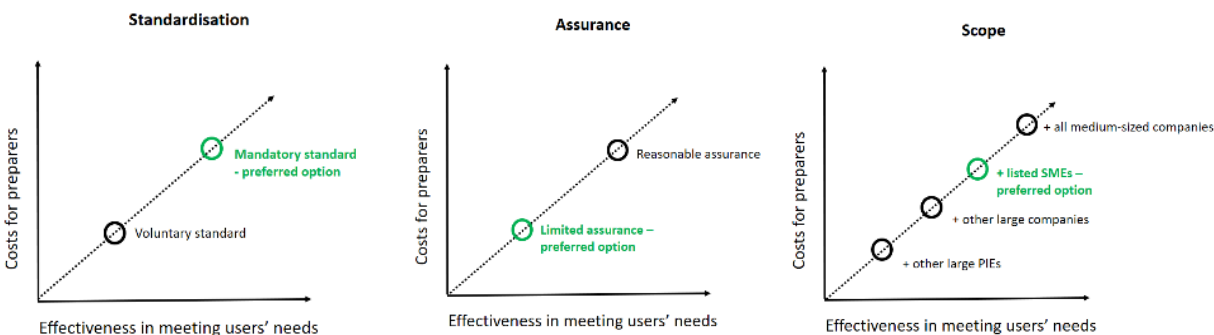 Standardisation
Costs for preparers
Mandatory standard
- preferred option
Voluntary standard
Effectiveness in meeting users' needs
Assurance
Costs for preparers
Reasonable assurance
Limited assurance –
preferred option
Effectiveness in meeting users' needs
Scope
Costs for preparers
+ all medium-sized companies
+ listed SMEs –
preferred option
+ other large companies
+ other large PIEs
Effectiveness in meeting users' needs